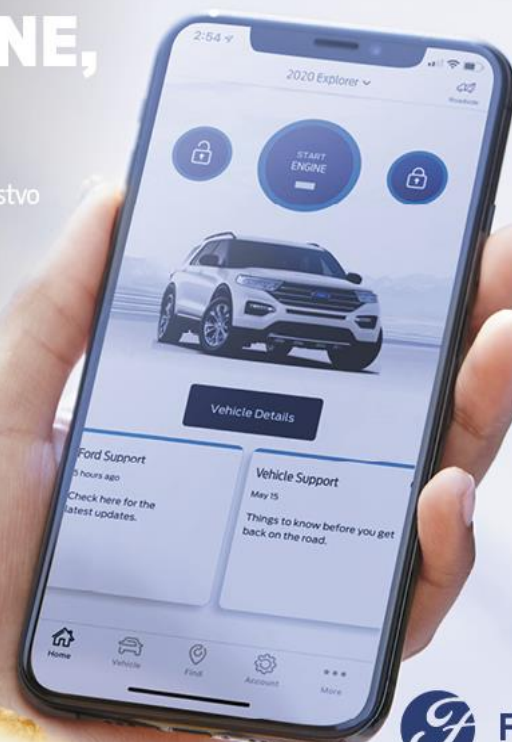 NE,
stvo
2:54
2020 Explorer
Roadside
START
ENGINE
Vehicle Details
Ford Support
5 hours ago
Check here for the
latest updates.
Vehicle Support
May 15
Things to know before you get
back on the road.
Home
Vehicle
Find
Account
More
F